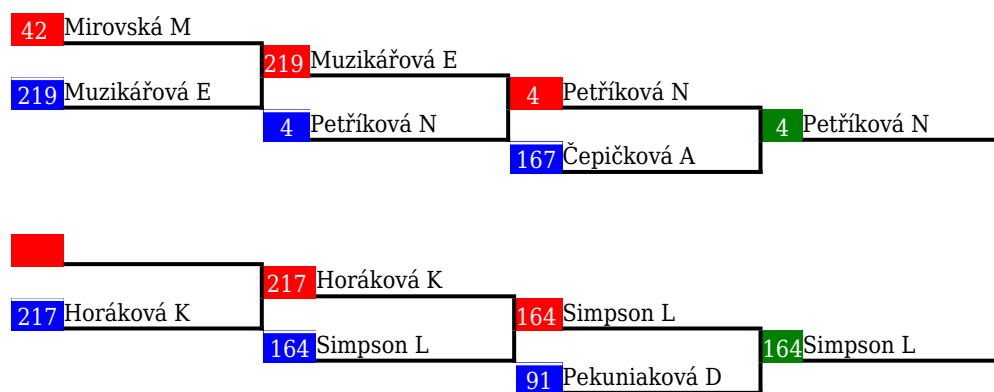 42 Mirovská M
219 Muzikářová E
219 Muzikářová E
4 Petříková N
4 Petříková N
167 Čepičková A
4 Petříková N
217 Horáková K
217 Horáková K
164 Simpson L
164 Simpson L
91 Pekuniaková D
164 Simpson L